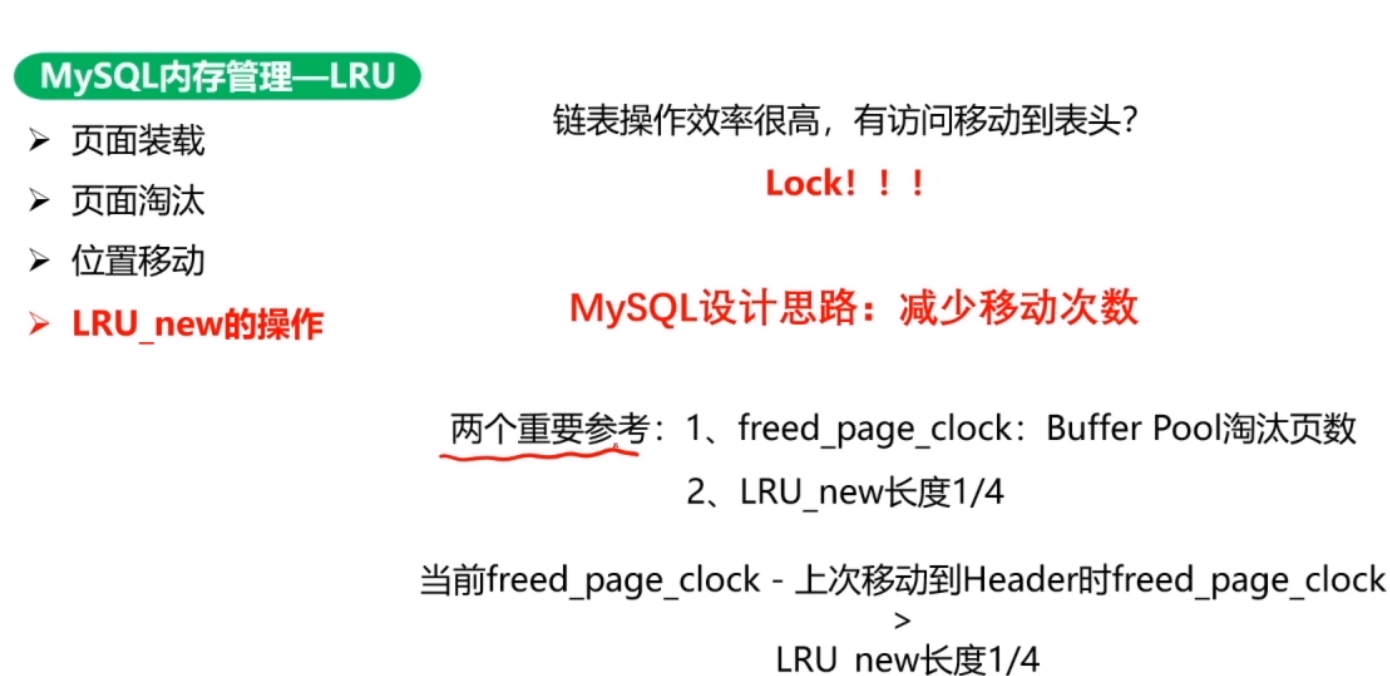 MySQL内存管理—LRU
页面装载
页面淘汰
位置移动
LRU_new的操作
链表操作效率很高，有访问移动到表头？
Lock！！！
MySQL设计思路：减少移动次数
两个重要参考：1、freed_page_clock：Buffer Pool淘汰页数
2、LRU_new长度1/4
当前freed_page_clock - 上次移动到Header时freed_page_clock
>
LRU_new长度1/4